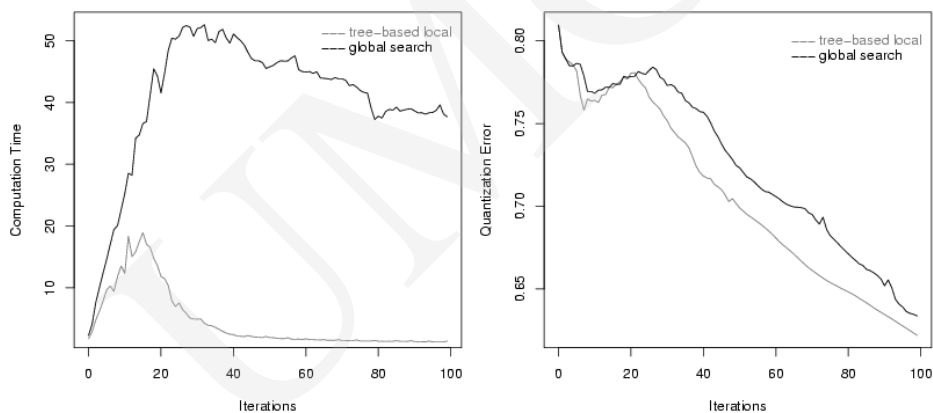 Computation Time
50
40
30
20
10
tree-based local
global search
0 20 40 60 80 100
Iterations
Quantization Error
0.80
0.75
0.70
0.65
tree-based local
global search
0 20 40 60 80 100
Iterations
UMC